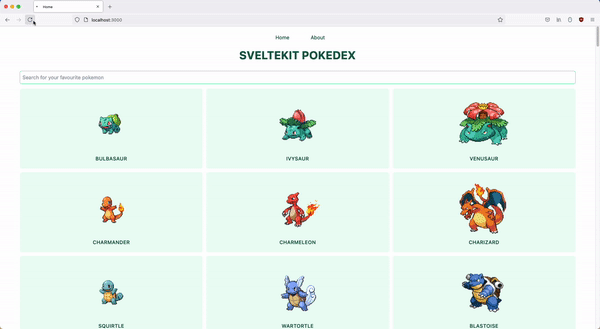 Home
localhost:3000
Home About
SVELTEKIT POKEDEX
Search for your favourite pokemon
BULBASAUR IVYSAUR VENUSAUR
CHARMANDER CHARMELEON CHARIZARD
SQUIRTLE WARTORTLE BLASTOISE